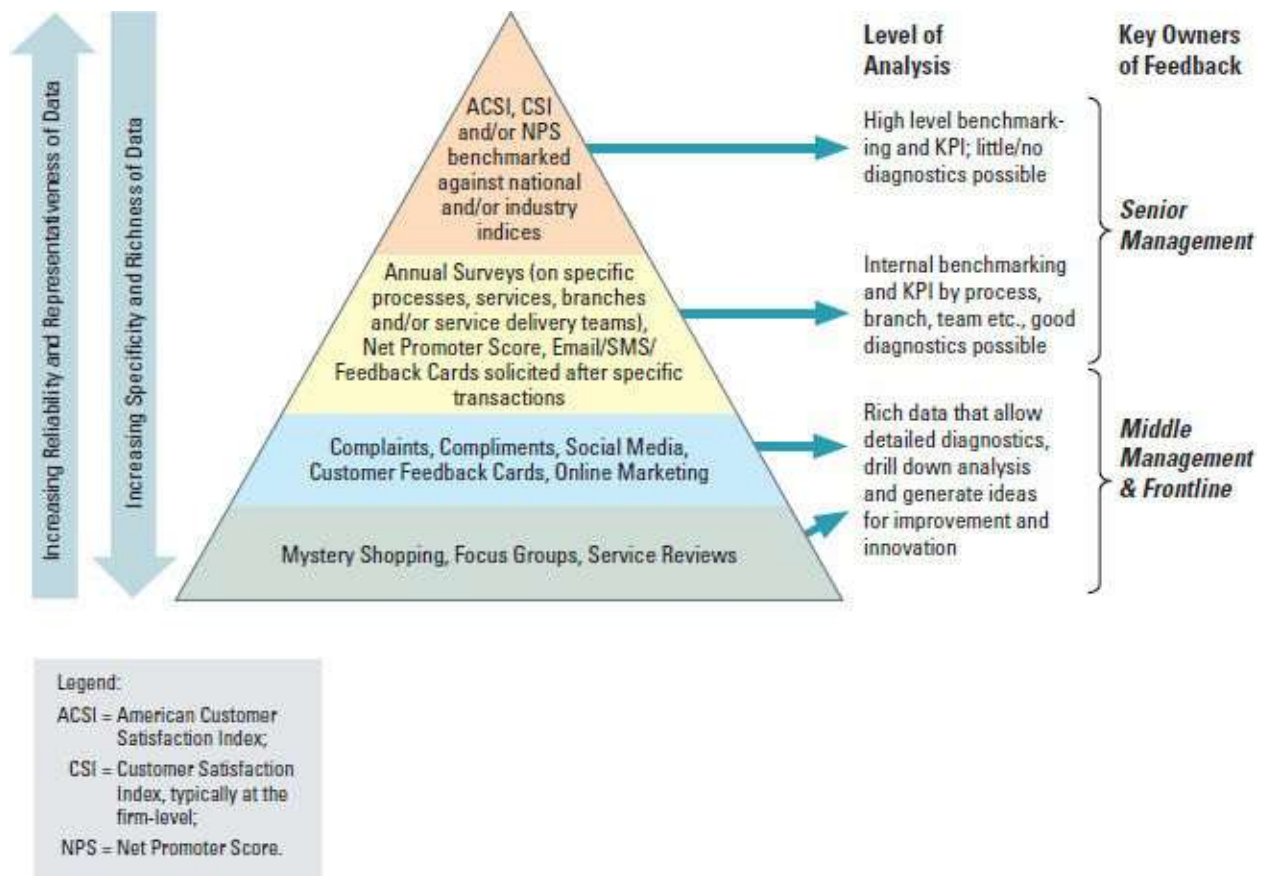 Increasing Reliability and Representativeness of Data
Increasing Specificity and Richness of Data
ACSI, CSI
and/or NPS
benchmarked
against national
and/or industry
indices
Annual Surveys (on specific
processes, services, branches
and/or service delivery teams),
Net Promoter Score, Email/SMS/
Feedback Cards solicited after specific
transactions
Complaints, Compliments, Social Media,
Customer Feedback Cards, Online Marketing
Mystery Shopping, Focus Groups, Service Reviews
Level of
Analysis
High level benchmark-
ing and KPI; little/no
diagnostics possible
Internal benchmarking
and KPI by process,
branch, team etc., good
diagnostics possible
Rich data that allow
detailed diagnostics,
drill down analysis
and generate ideas
for improvement and
innovation
Key Owners
of Feedback
Senior
Management
Middle
Management
& Frontline
Legend:
ACSI = American Customer
Satisfaction Index;
CSI = Customer Satisfaction
Index, typically at the
firm-level;
NPS = Net Promoter Score.